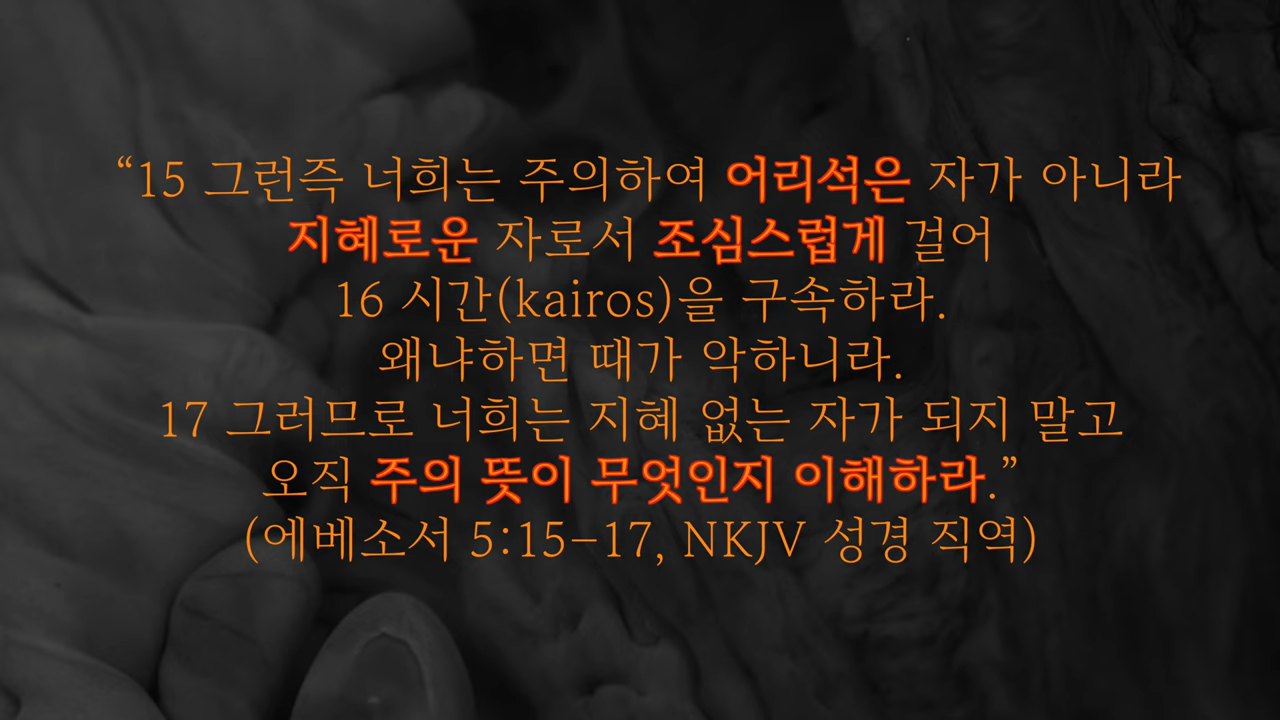 “15 그런즉 너희는 주의하여 어리석은 자가 아니라
지혜로운 자로서 조심스럽게 걸어
16 시간(kairos)을 구속하라.
왜냐하면 때가 악하니라.
17 그러므로 너희는 지혜 없는 자가 되지 말고
오직 주의 뜻이 무엇인지 이해하라.”
(에베소서 5:15–17, NKJV 성경 직역)